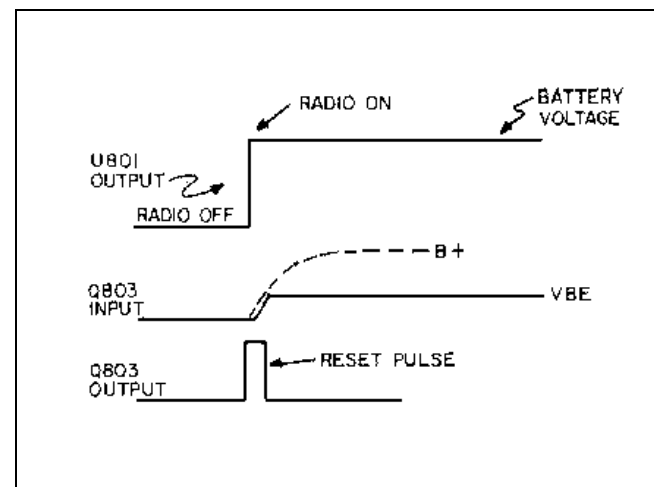 RADIO ON
BATTERY
VOLTAGE
U801
OUTPUT
RADIO OFF
B+
Q803
INPUT
VBE
RESET PULSE
Q803
OUTPUT